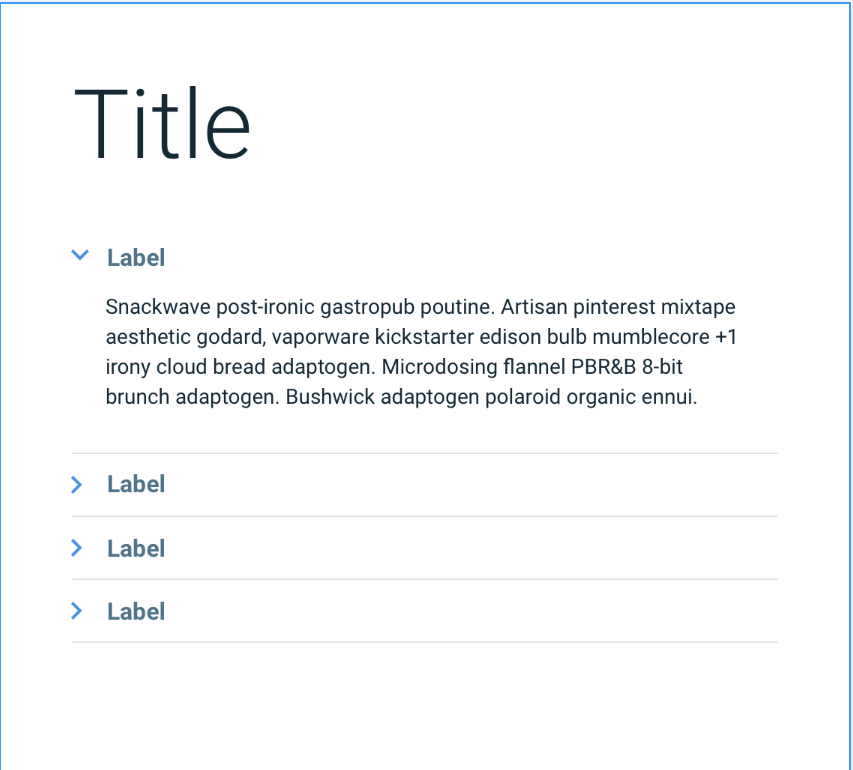 Title
Label
Snackwave post-ironic gastropub poutine. Artisan pinterest mixtape
aesthetic godard, vaporware kickstarter edison bulb mumblecore +1
irony cloud bread adaptogen. Microdosing flannel PBR&B 8-bit
brunch adaptogen. Bushwick adaptogen polaroid organic ennui.
Label
Label
Label